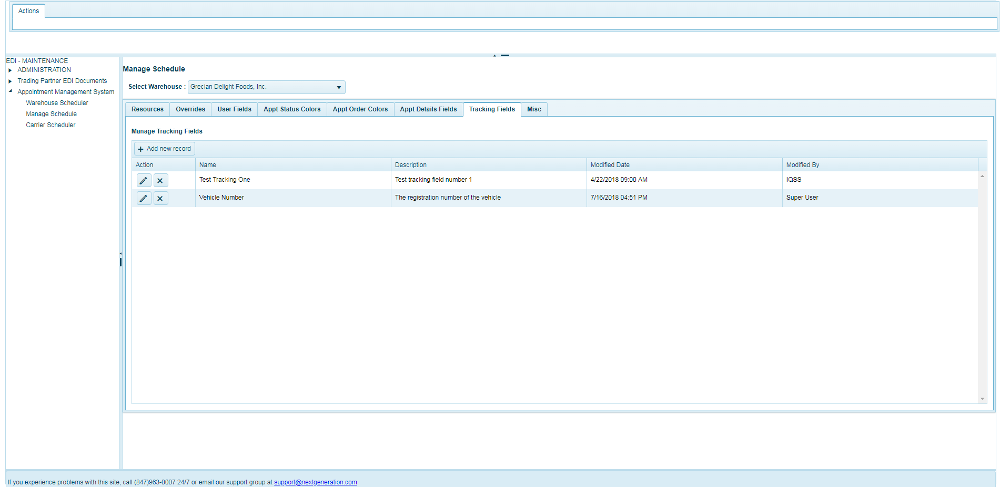 Actions
EDI - MAINTENANCE
ADMINISTRATION
Trading Partner EDI Documents
Appointment Management System
Warehouse Scheduler
Manage Schedule
Carrier Scheduler
Manage Schedule
Select Warehouse : Grecian Delight Foods, Inc.
Resources Overrides User Fields Appt Status Colors Appt Order Colors Appt Details Fields Tracking Fields Misc
Manage Tracking Fields
Add new record
Action Name Description Modified Date Modified By
Test Tracking One Test tracking field number 1 4/22/2018 09:00 AM IQSS
Vehicle Number The registration number of the vehicle 7/16/2018 04:51 PM Super User
If you experience problems with this site, call (847)963-0007 24/7 or email our support group at support@nextgeneration.com